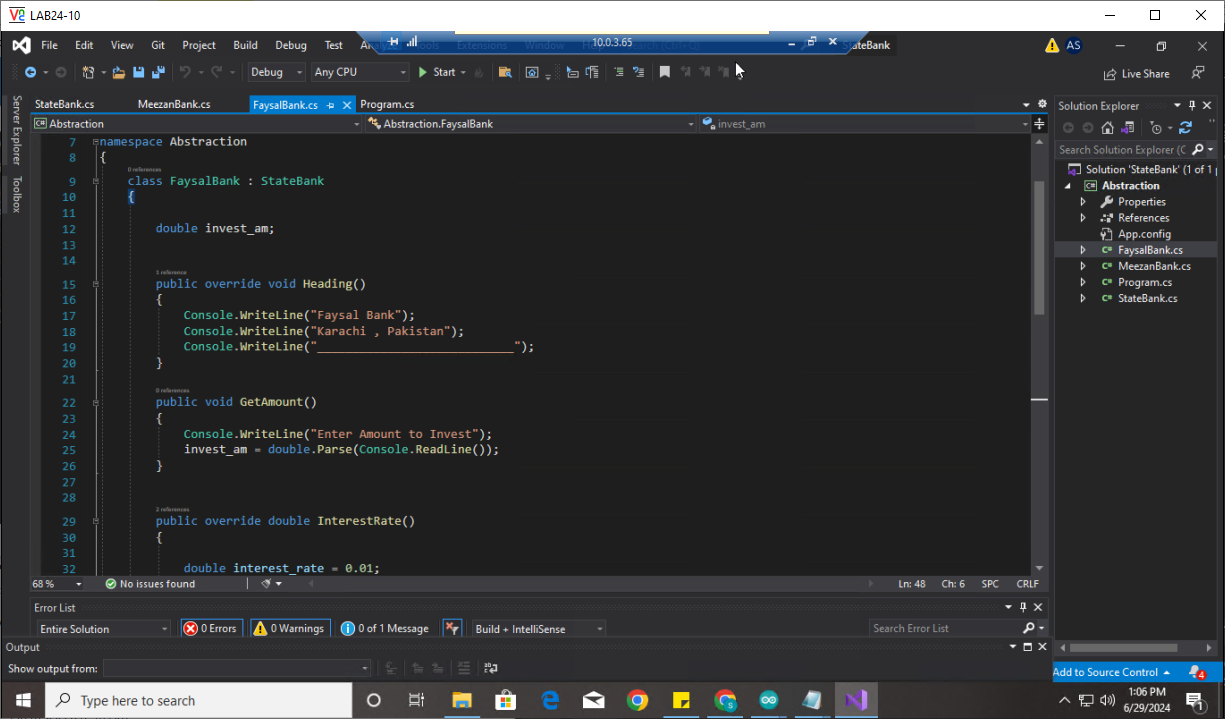 LAB24-10
File Edit View Git Project Build Debug Test
10.0.3.65
StateBank
AS
Debug Any CPU Start
Live Share
StateBank.cs MeezanBank.cs FaysalBank.cs Program.cs
Abstraction Abstraction.FaysalBank invest_am
Server Explorer
Toolbox
7 namespace Abstraction
8 {
0 references
9 class FaysalBank : StateBank
10 {
11
12 double invest_am;
13
14
1 reference
15 public override void Heading()
16 {
17 Console.WriteLine("Faysal Bank");
18 Console.WriteLine("Karachi , Pakistan");
19 Console.WriteLine("____________________________");
20 }
21
0 references
22 public void GetAmount()
23 {
24 Console.WriteLine("Enter Amount to Invest");
25 invest_am = double.Parse(Console.ReadLine());
26 }
27
28
2 references
29 public override double InterestRate()
30 {
31
32 double interest_rate = 0.01;
68 % No issues found Ln: 48 Ch: 6 SPC CRLF
Solution Explorer
Search Solution Explorer (C
Solution 'StateBank' (1 of 1
Abstraction
Properties
References
App.config
FaysalBank.cs
MeezanBank.cs
Program.cs
StateBank.cs
Error List
Entire Solution 0 Errors 0 Warnings 0 of 1 Message Build + IntelliSense Search Error List
Output
Show output from:
Add to Source Control 4
Type here to search
1:06 PM
6/29/2024
1